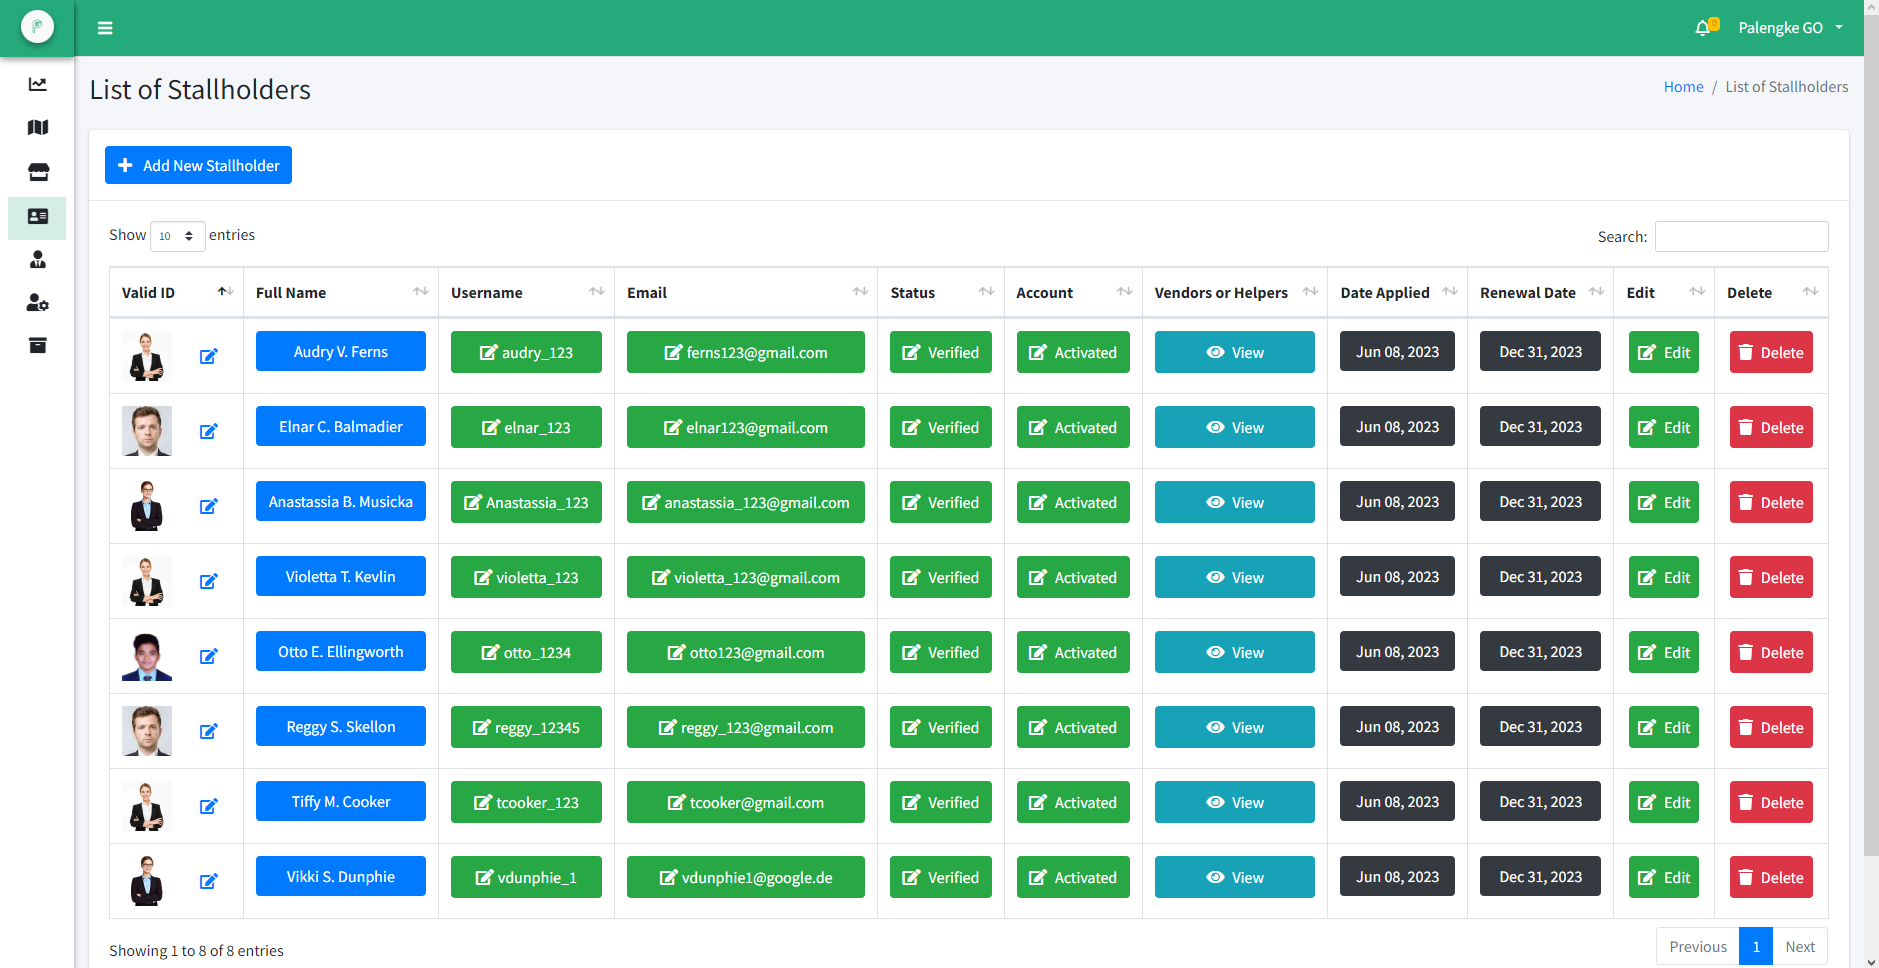 P
0
Palengke GO
List of Stallholders
Home / List of Stallholders
Add New Stallholder
Show 10 entries
Search:
Valid ID Full Name Username Email Status Account Vendors or Helpers Date Applied Renewal Date Edit Delete
Audry V. Ferns audry_123 ferns123@gmail.com Verified Activated View Jun 08, 2023 Dec 31, 2023 Edit Delete
Elnar C. Balmadier elnar_123 elnar123@gmail.com Verified Activated View Jun 08, 2023 Dec 31, 2023 Edit Delete
Anastassia B. Musicka Anastassia_123 anastassia_123@gmail.com Verified Activated View Jun 08, 2023 Dec 31, 2023 Edit Delete
Violetta T. Kevlin violetta_123 violetta_123@gmail.com Verified Activated View Jun 08, 2023 Dec 31, 2023 Edit Delete
Otto E. Ellingworth otto_1234 otto123@gmail.com Verified Activated View Jun 08, 2023 Dec 31, 2023 Edit Delete
Reggy S. Skellon reggy_12345 reggy_123@gmail.com Verified Activated View Jun 08, 2023 Dec 31, 2023 Edit Delete
Tiffy M. Cooker tcooker_123 tcooker@gmail.com Verified Activated View Jun 08, 2023 Dec 31, 2023 Edit Delete
Vikki S. Dunphie vdunphie_1 vdunphie1@google.de Verified Activated View Jun 08, 2023 Dec 31, 2023 Edit Delete
Showing 1 to 8 of 8 entries
Previous 1 Next